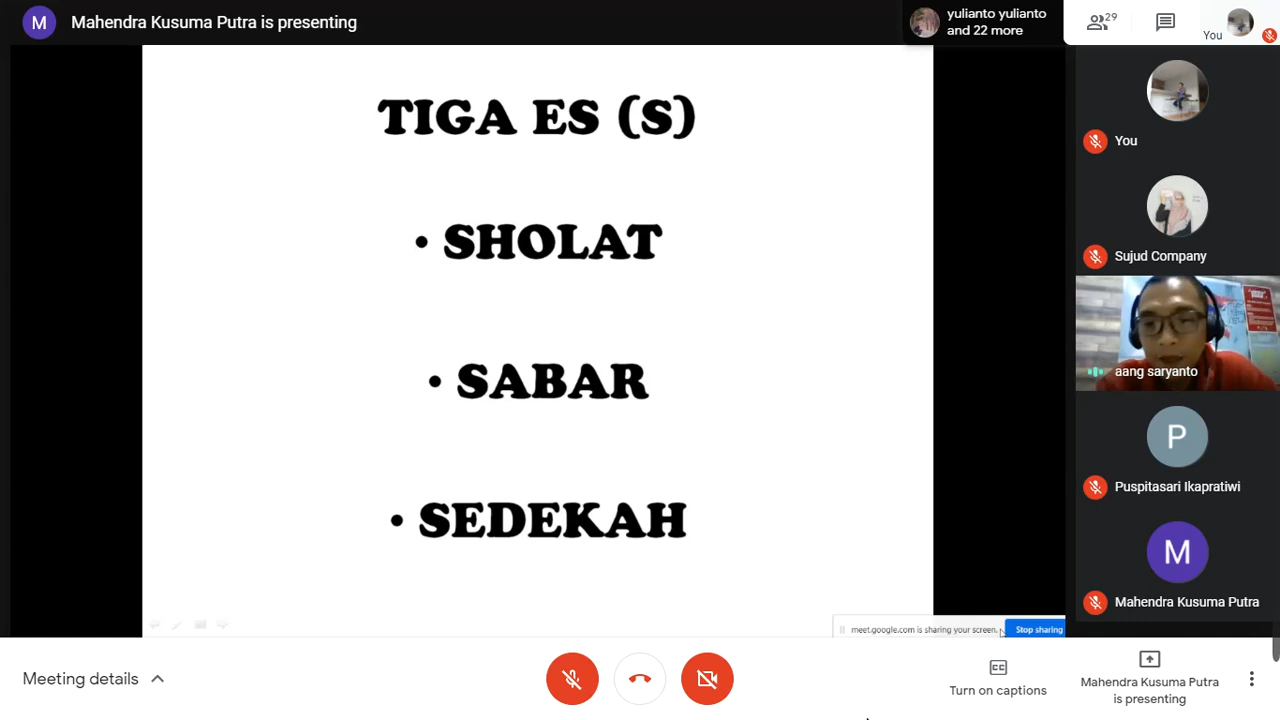 M Mahendra Kusuma Putra is presenting
yulianto yulianto
and 22 more
29
You
TIGA ES (S)
• SHOLAT
• SABAR
• SEDEKAH
You
Sujud Company
aang saryanto
P
Puspitasari Ikapratiwi
M
Mahendra Kusuma Putra
meet.google.com is sharing your screen.
Stop sharing
Meeting details
CC
Turn on captions
Mahendra Kusuma Putra
is presenting